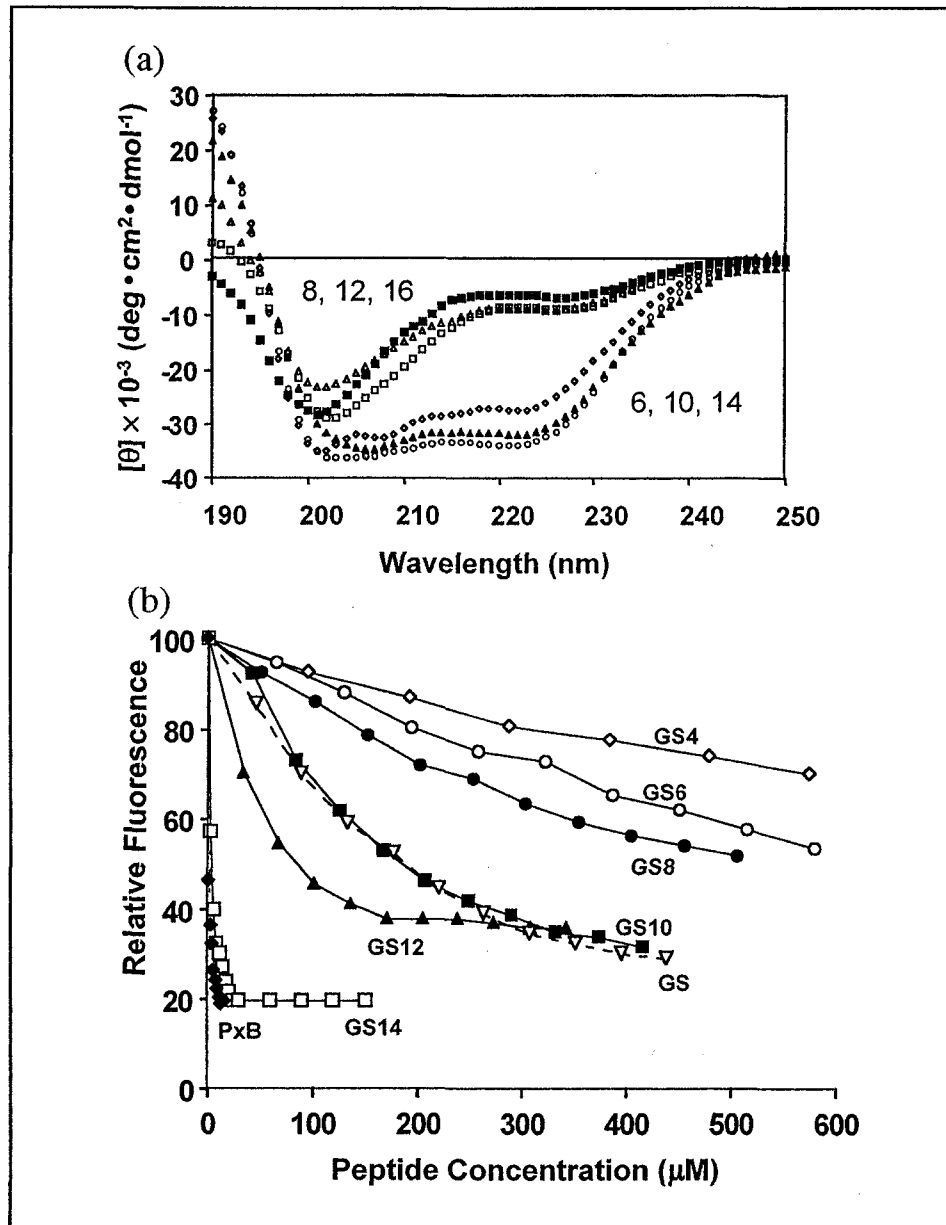 (a)
[θ] × 10⁻³ (deg•cm²•dmol⁻¹)
30
20
10
0
-10
-20
-30
-40
8, 12, 16
6, 10, 14
190 200 210 220 230 240 250
Wavelength (nm)
(b)
Relative Fluorescence
100
80
60
40
20
0
GS4
GS6
GS8
GS10
GS12
GS
PxB
GS14
0 100 200 300 400 500 600
Peptide Concentration (µM)